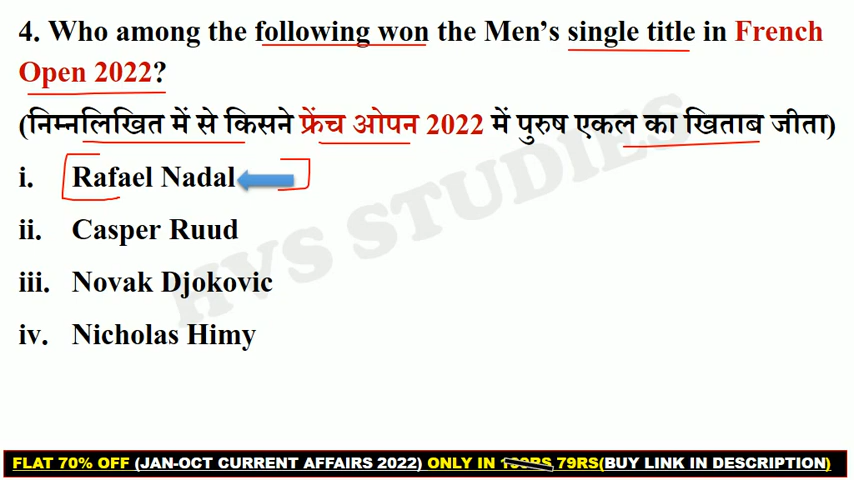 4. Who among the following won the Men's single title in French
Open 2022?
(निम्नलिखित में से किसने फ्रेंच ओपन 2022 में पुरुष एकल का खिताब जीता)
i. Rafael Nadal
ii. Casper Ruud
iii. Novak Djokovic
iv. Nicholas Himy
HVS STUDIES
FLAT 70% OFF (JAN-OCT CURRENT AFFAIRS 2022) ONLY IN 79RS(BUY LINK IN DESCRIPTION)